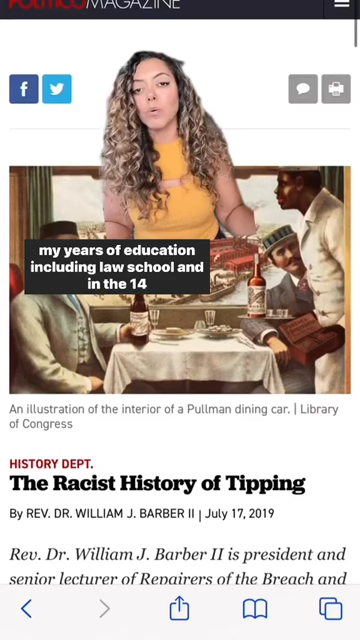 POLITICO MAGAZINE
my years of education
including law school and
in the 14
An illustration of the interior of a Pullman dining car. | Library
of Congress
HISTORY DEPT.
The Racist History of Tipping
By REV. DR. WILLIAM J. BARBER II | July 17, 2019
Rev. Dr. William J. Barber II is president and
senior lecturer of Repairers of the Breach and